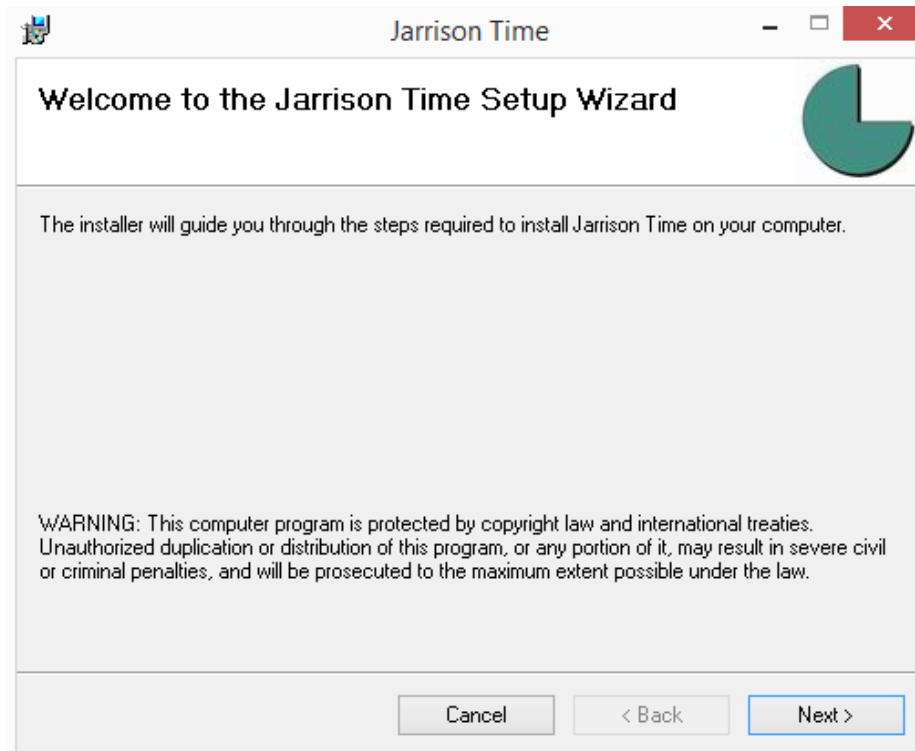 Jarrison Time
Welcome to the Jarrison Time Setup Wizard
The installer will guide you through the steps required to install Jarrison Time on your computer.
WARNING: This computer program is protected by copyright law and international treaties.
Unauthorized duplication or distribution of this program, or any portion of it, may result in severe civil
or criminal penalties, and will be prosecuted to the maximum extent possible under the law.
Cancel
< Back
Next >